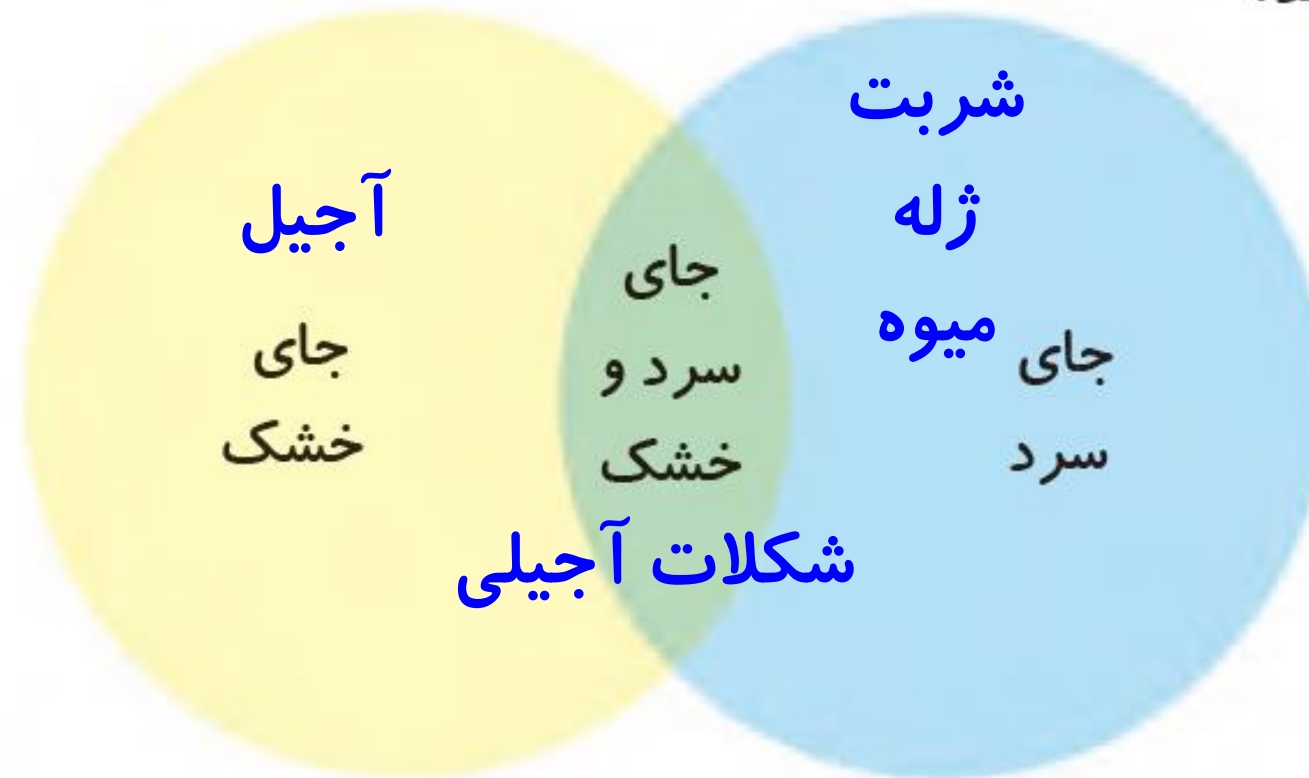 شربت
ژله
میوه
جای
سرد
جای
سرد و
خشک
شکلات آجیلی
آجیل
جای
خشک